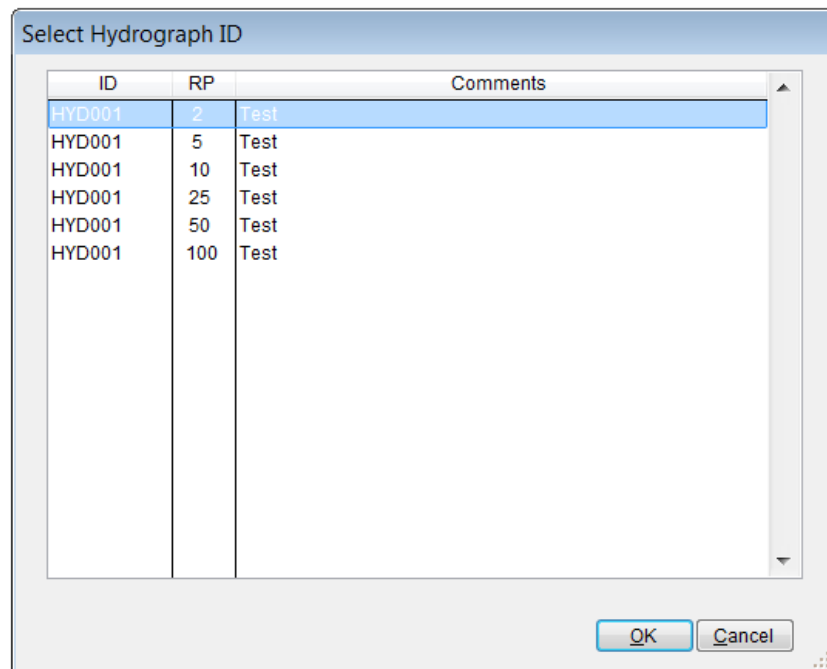 Select Hydrograph ID
ID RP Comments
HYD001 2 Test
HYD001 5 Test
HYD001 10 Test
HYD001 25 Test
HYD001 50 Test
HYD001 100 Test
OK Cancel